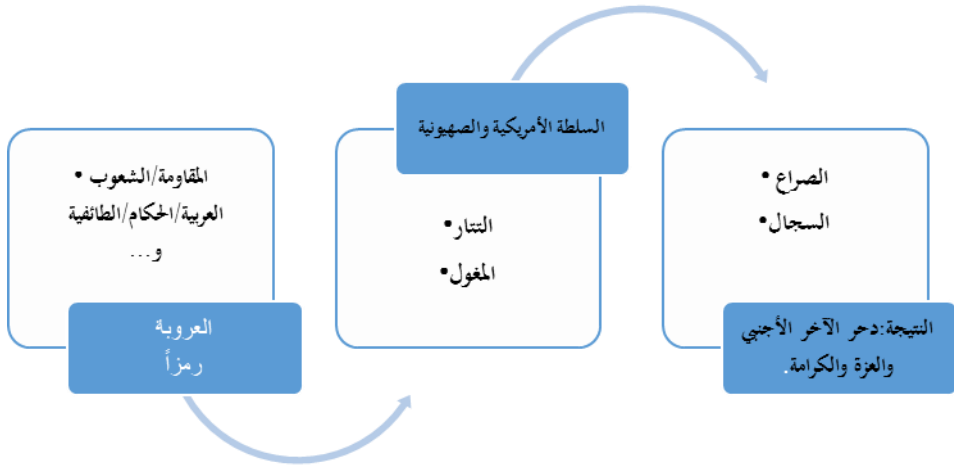 المقاومة/الشعوب •
العربية/الحكام/الطائفية
و...
العروبة
رمزاً
السلطة الأمريكية والصهيونية
التتار•
المغول•
الصراع •
السجال •
النتيجة:دحر الآخر الأجنبي
والعزة والكرامة.